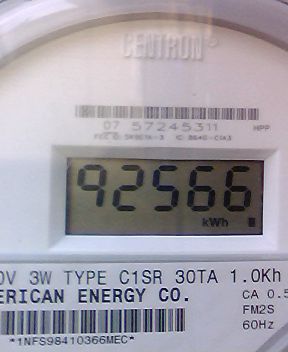 CENTRON®
07 57245311 HPP
92566
kWh
0V 3W TYPE C1SR 30TA 1.0Kh
ERICAN ENERGY CO. CA 0.5
FM2S
60Hz
*1NFS98410366MEC*